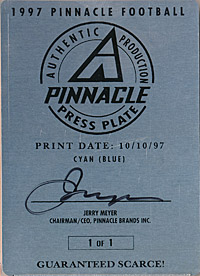 1997 PINNACLE FOOTBALL
AUTHENTIC PRODUCTION
PINNACLE
PRESS PLATE
PRINT DATE: 10/10/97
CYAN (BLUE)
JERRY MEYER
CHAIRMAN/CEO, PINNACLE BRANDS INC.
1 OF 1
GUARANTEED SCARCE!